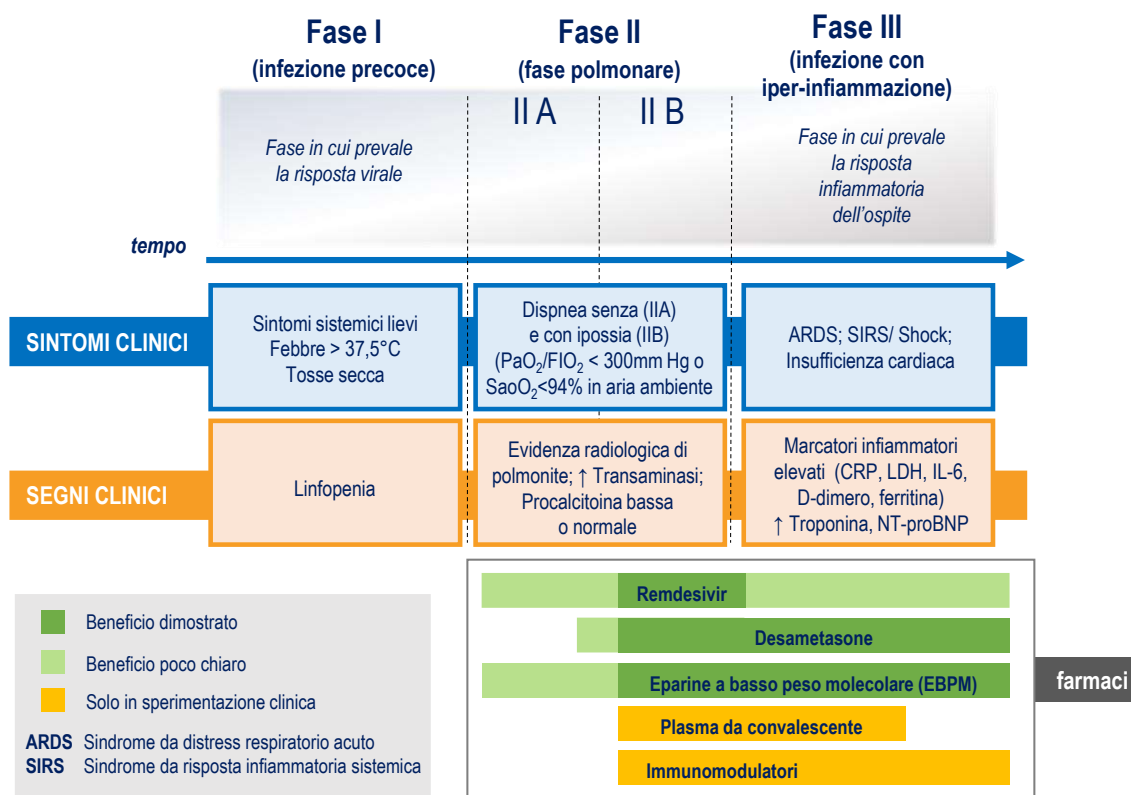 Fase I
(infezione precoce)
Fase II
(fase polmonare)
Fase III
(infezione con
iper-infiammazione)
II A
II B
Fase in cui prevale
la risposta virale
Fase in cui prevale
la risposta
infiammatoria
dell'ospite
tempo
SINTOMI CLINICI
Sintomi sistemici lievi
Febbre > 37,5°C
Tosse secca
Dispnea senza (IIA)
e con ipossia (IIB)
(PaO₂/FIO₂ < 300mm Hg o
SaoO₂<94% in aria ambiente
ARDS; SIRS/ Shock;
Insufficienza cardiaca
SEGNI CLINICI
Linfopenia
Evidenza radiologica di
polmonite; ↑ Transaminasi;
Procalcitoina bassa
o normale
Marcatori infiammatori
elevati (CRP, LDH, IL-6,
D-dimero, ferritina)
↑ Troponina, NT-proBNP
Beneficio dimostrato
Beneficio poco chiaro
Solo in sperimentazione clinica
ARDS Sindrome da distress respiratorio acuto
SIRS Sindrome da risposta infiammatoria sistemica
Remdesivir
Desametasone
Eparine a basso peso molecolare (EBPM)
Plasma da convalescente
Immunomodulatori
farmaci